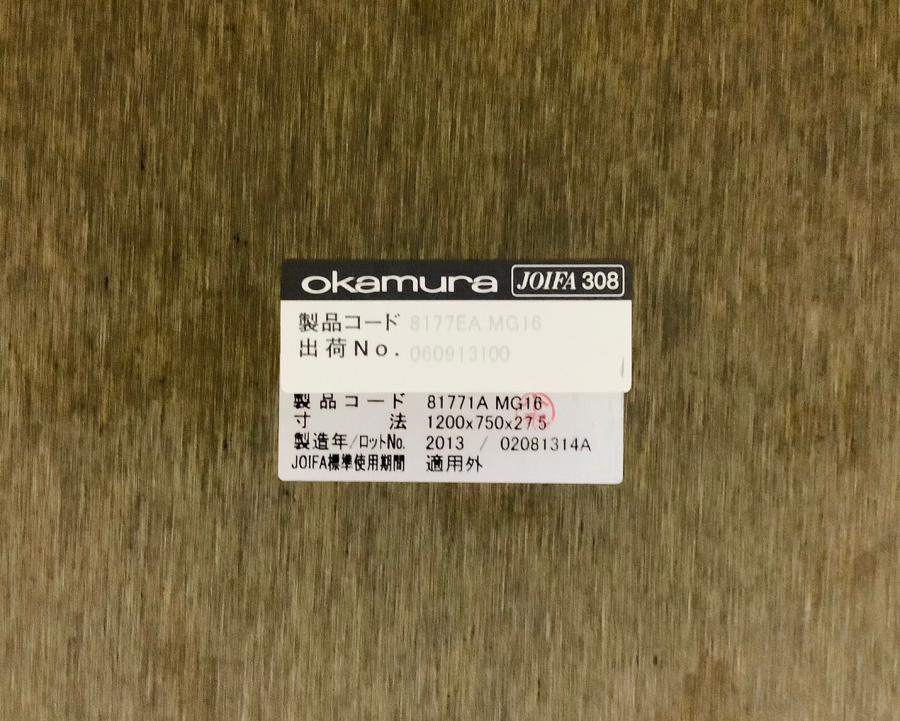 okamura JOIFA 308
製品コード 8177EA MG16
出荷No. 060913100
製品コード 81771A MG16
寸法 1200x750x27.5
製造年/ロットNo. 2013 / 02081314A
JOIFA標準使用期間 適用外